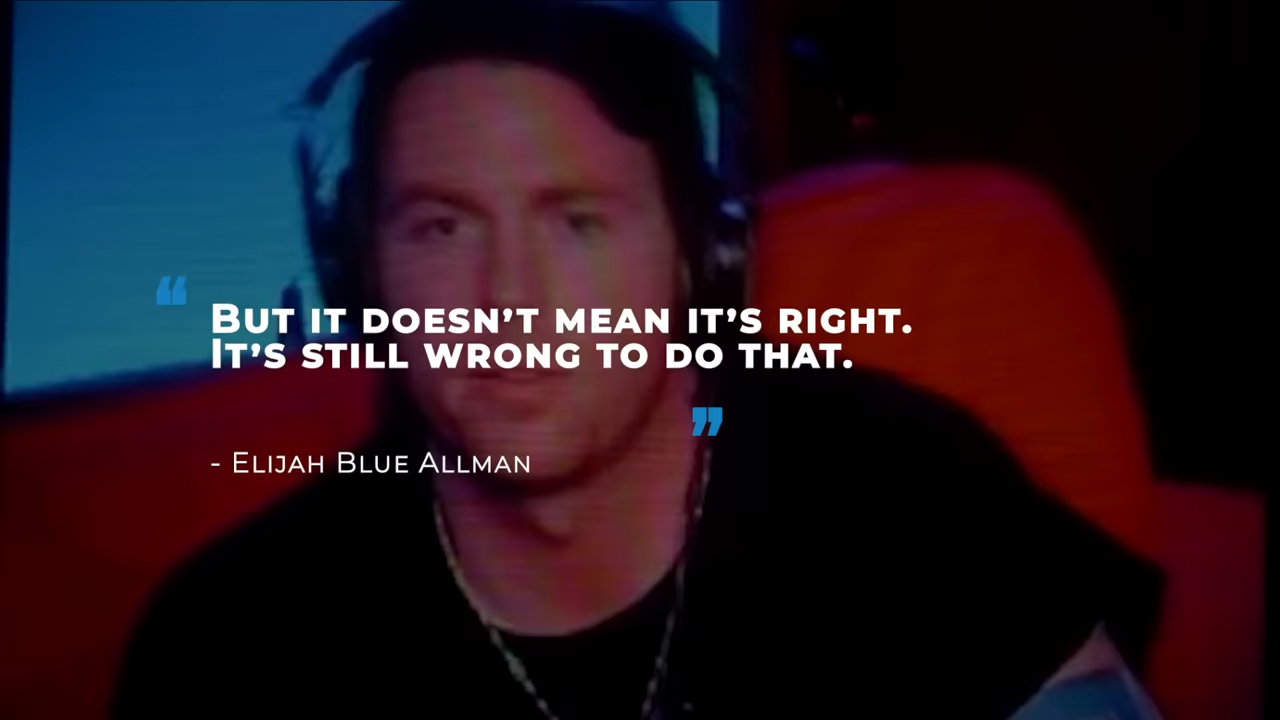 “
But it doesn’t mean it’s right.
It’s still wrong to do that.
”
- Elijah Blue Allman